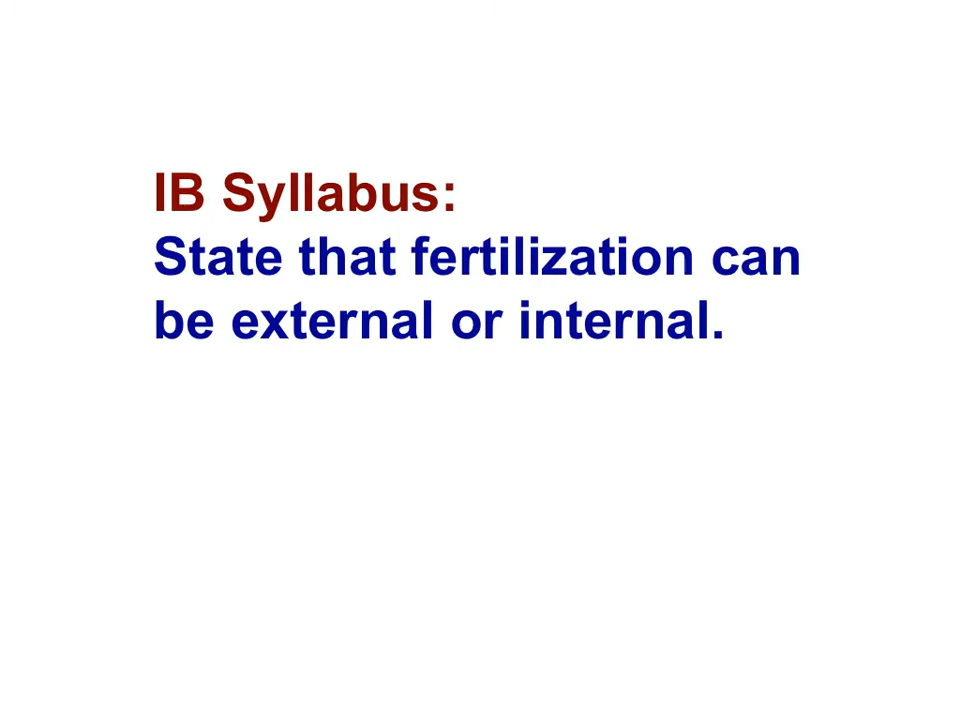 IB Syllabus:
State that fertilization can
be external or internal.